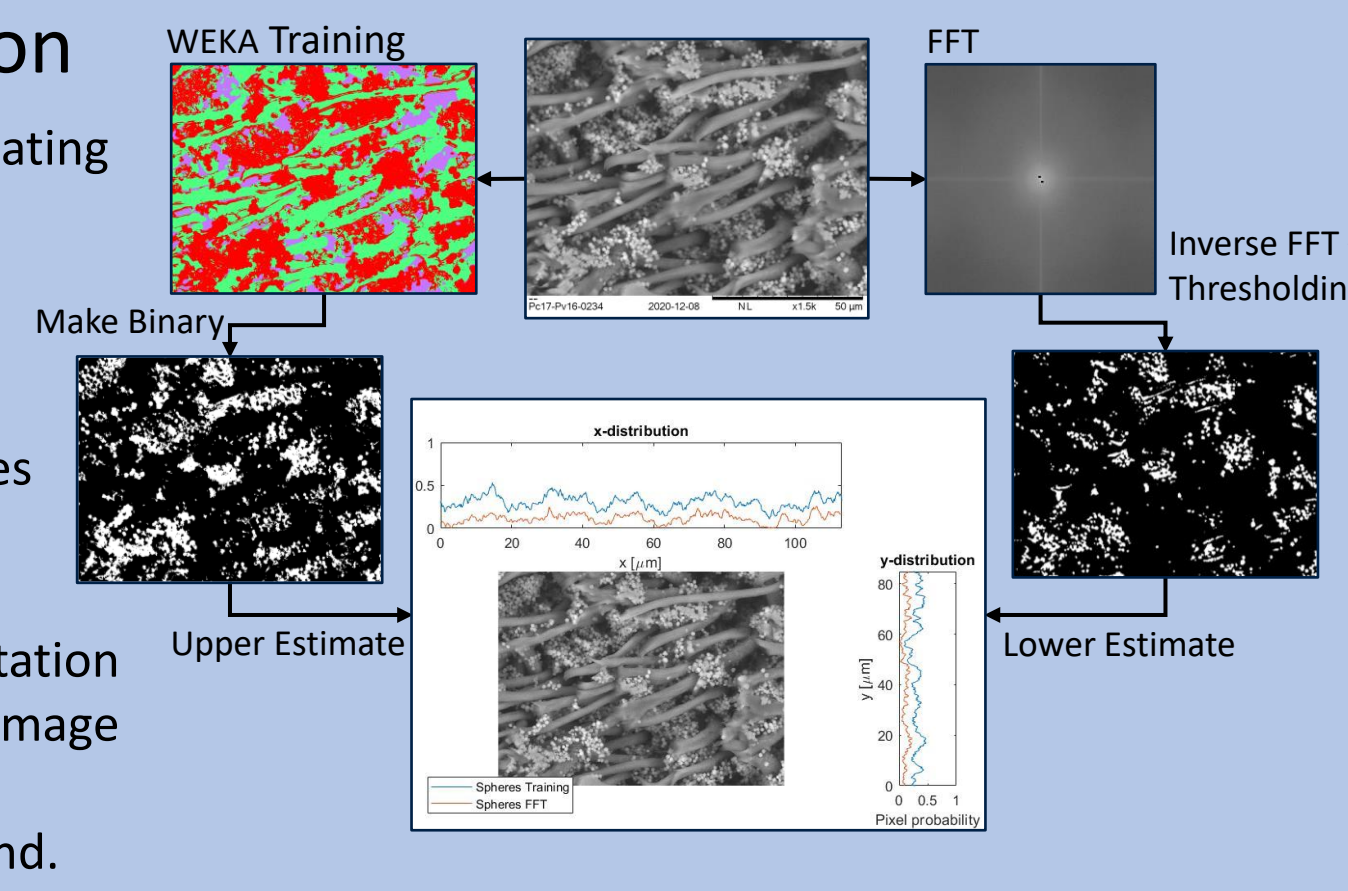 on
WEKA Training
FFT
ating
Inverse FFT
Thresholdin
Pc17-Pv16-0234 2020-12-08 NL x1.5k 50 µm
Make Binary
es
x-distribution
1
0.5
0
0 20 40 60 80 100
x [µm]
y-distribution
80
60
40
20
0
y [µm]
0 0.5 1
Pixel probability
Spheres Training
Spheres FFT
Upper Estimate
Lower Estimate
tation
mage
nd.